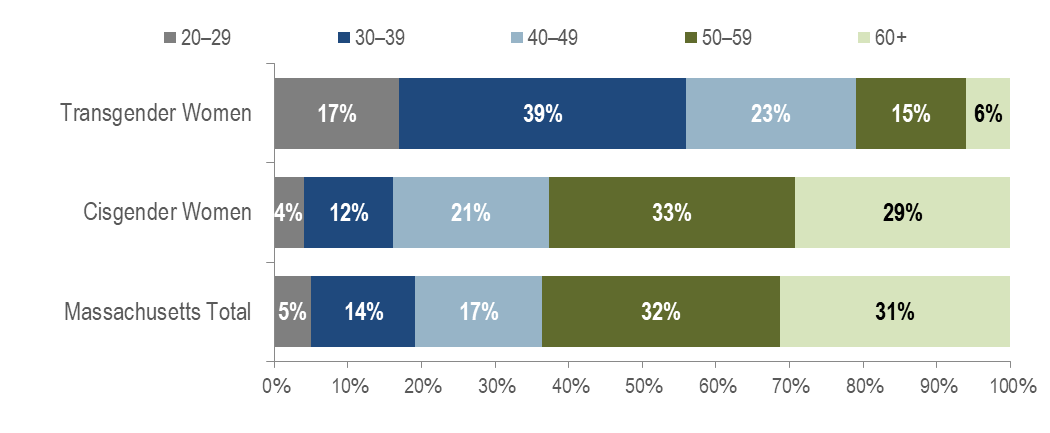 20–29 30–39 40–49 50–59 60+
Transgender Women 17% 39% 23% 15% 6%
Cisgender Women 4% 12% 21% 33% 29%
Massachusetts Total 5% 14% 17% 32% 31%
0% 10% 20% 30% 40% 50% 60% 70% 80% 90% 100%